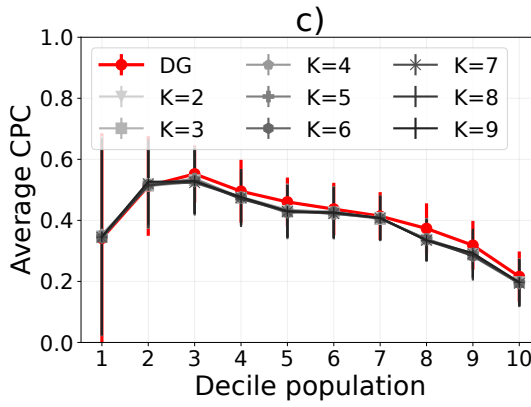 c)
1.0
0.8
0.6
0.4
0.2
0.0
Average CPC
DG
K=2
K=3
K=4
K=5
K=6
K=7
K=8
K=9
1 2 3 4 5 6 7 8 9 10
Decile population